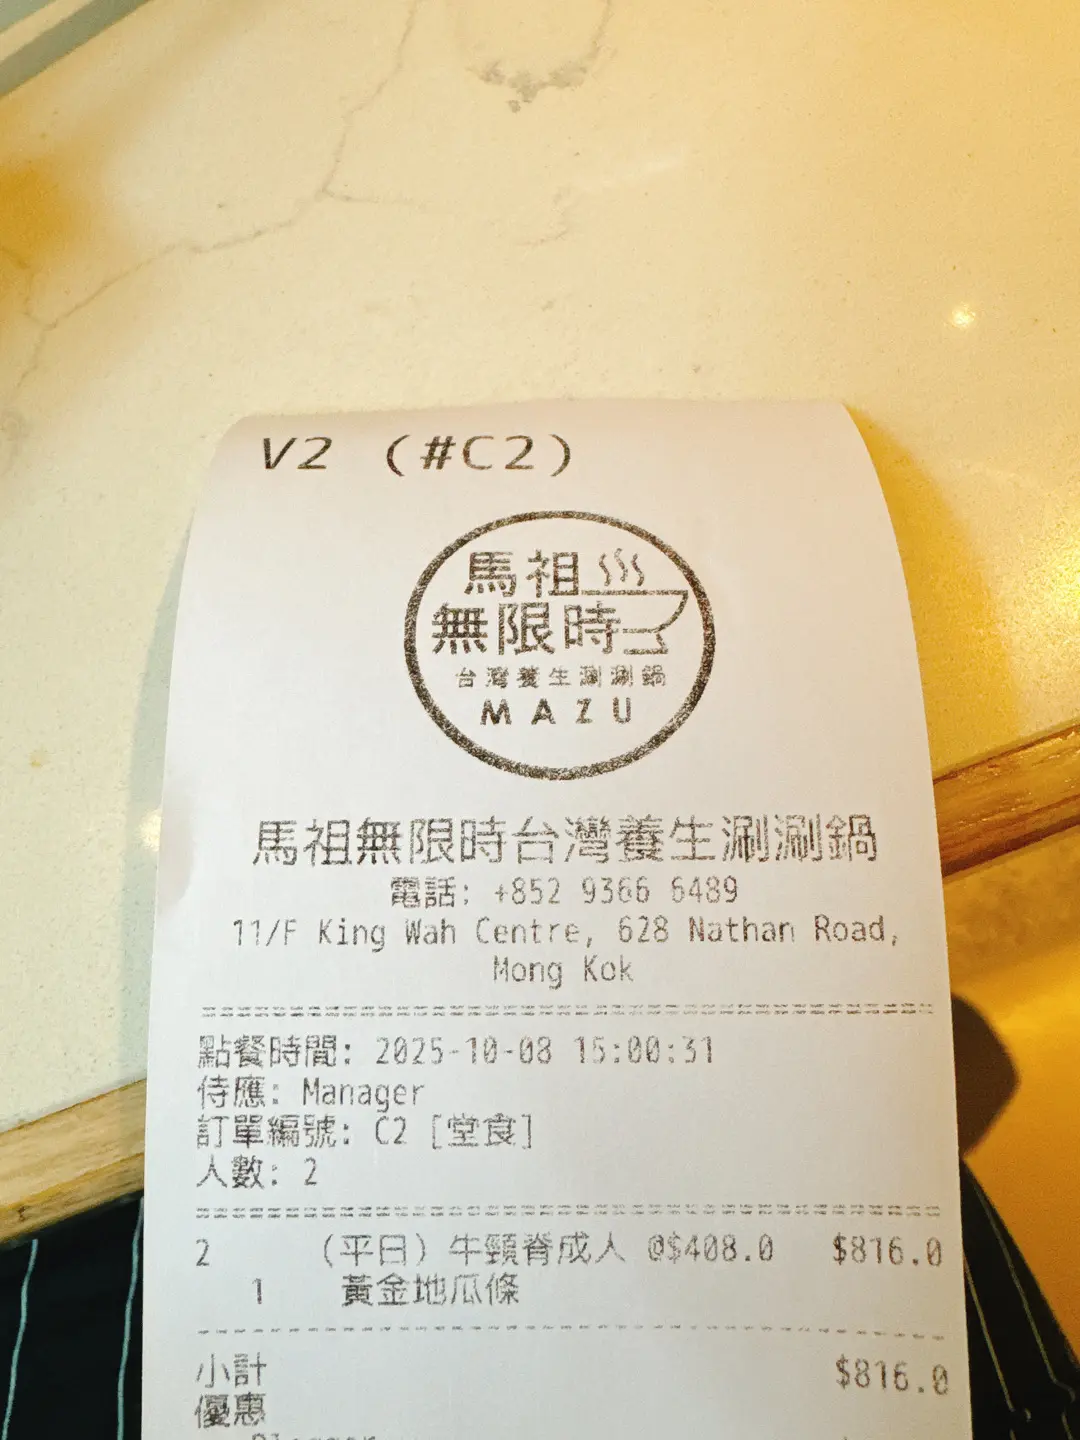 V2 (#C2)
馬祖
無限時
台灣養生涮涮鍋
MAZU
馬祖無限時台灣養生涮涮鍋
電話: +852 9366 6489
11/F King Wah Centre, 628 Nathan Road,
Mong Kok
點餐時間: 2025-10-08 15:00:31
侍應: Manager
訂單編號: C2 [堂食]
人數: 2
2 (平日) 牛頸脊成人 @$408.0 $816.0
1 黃金地瓜條
小計 $816.0
優惠